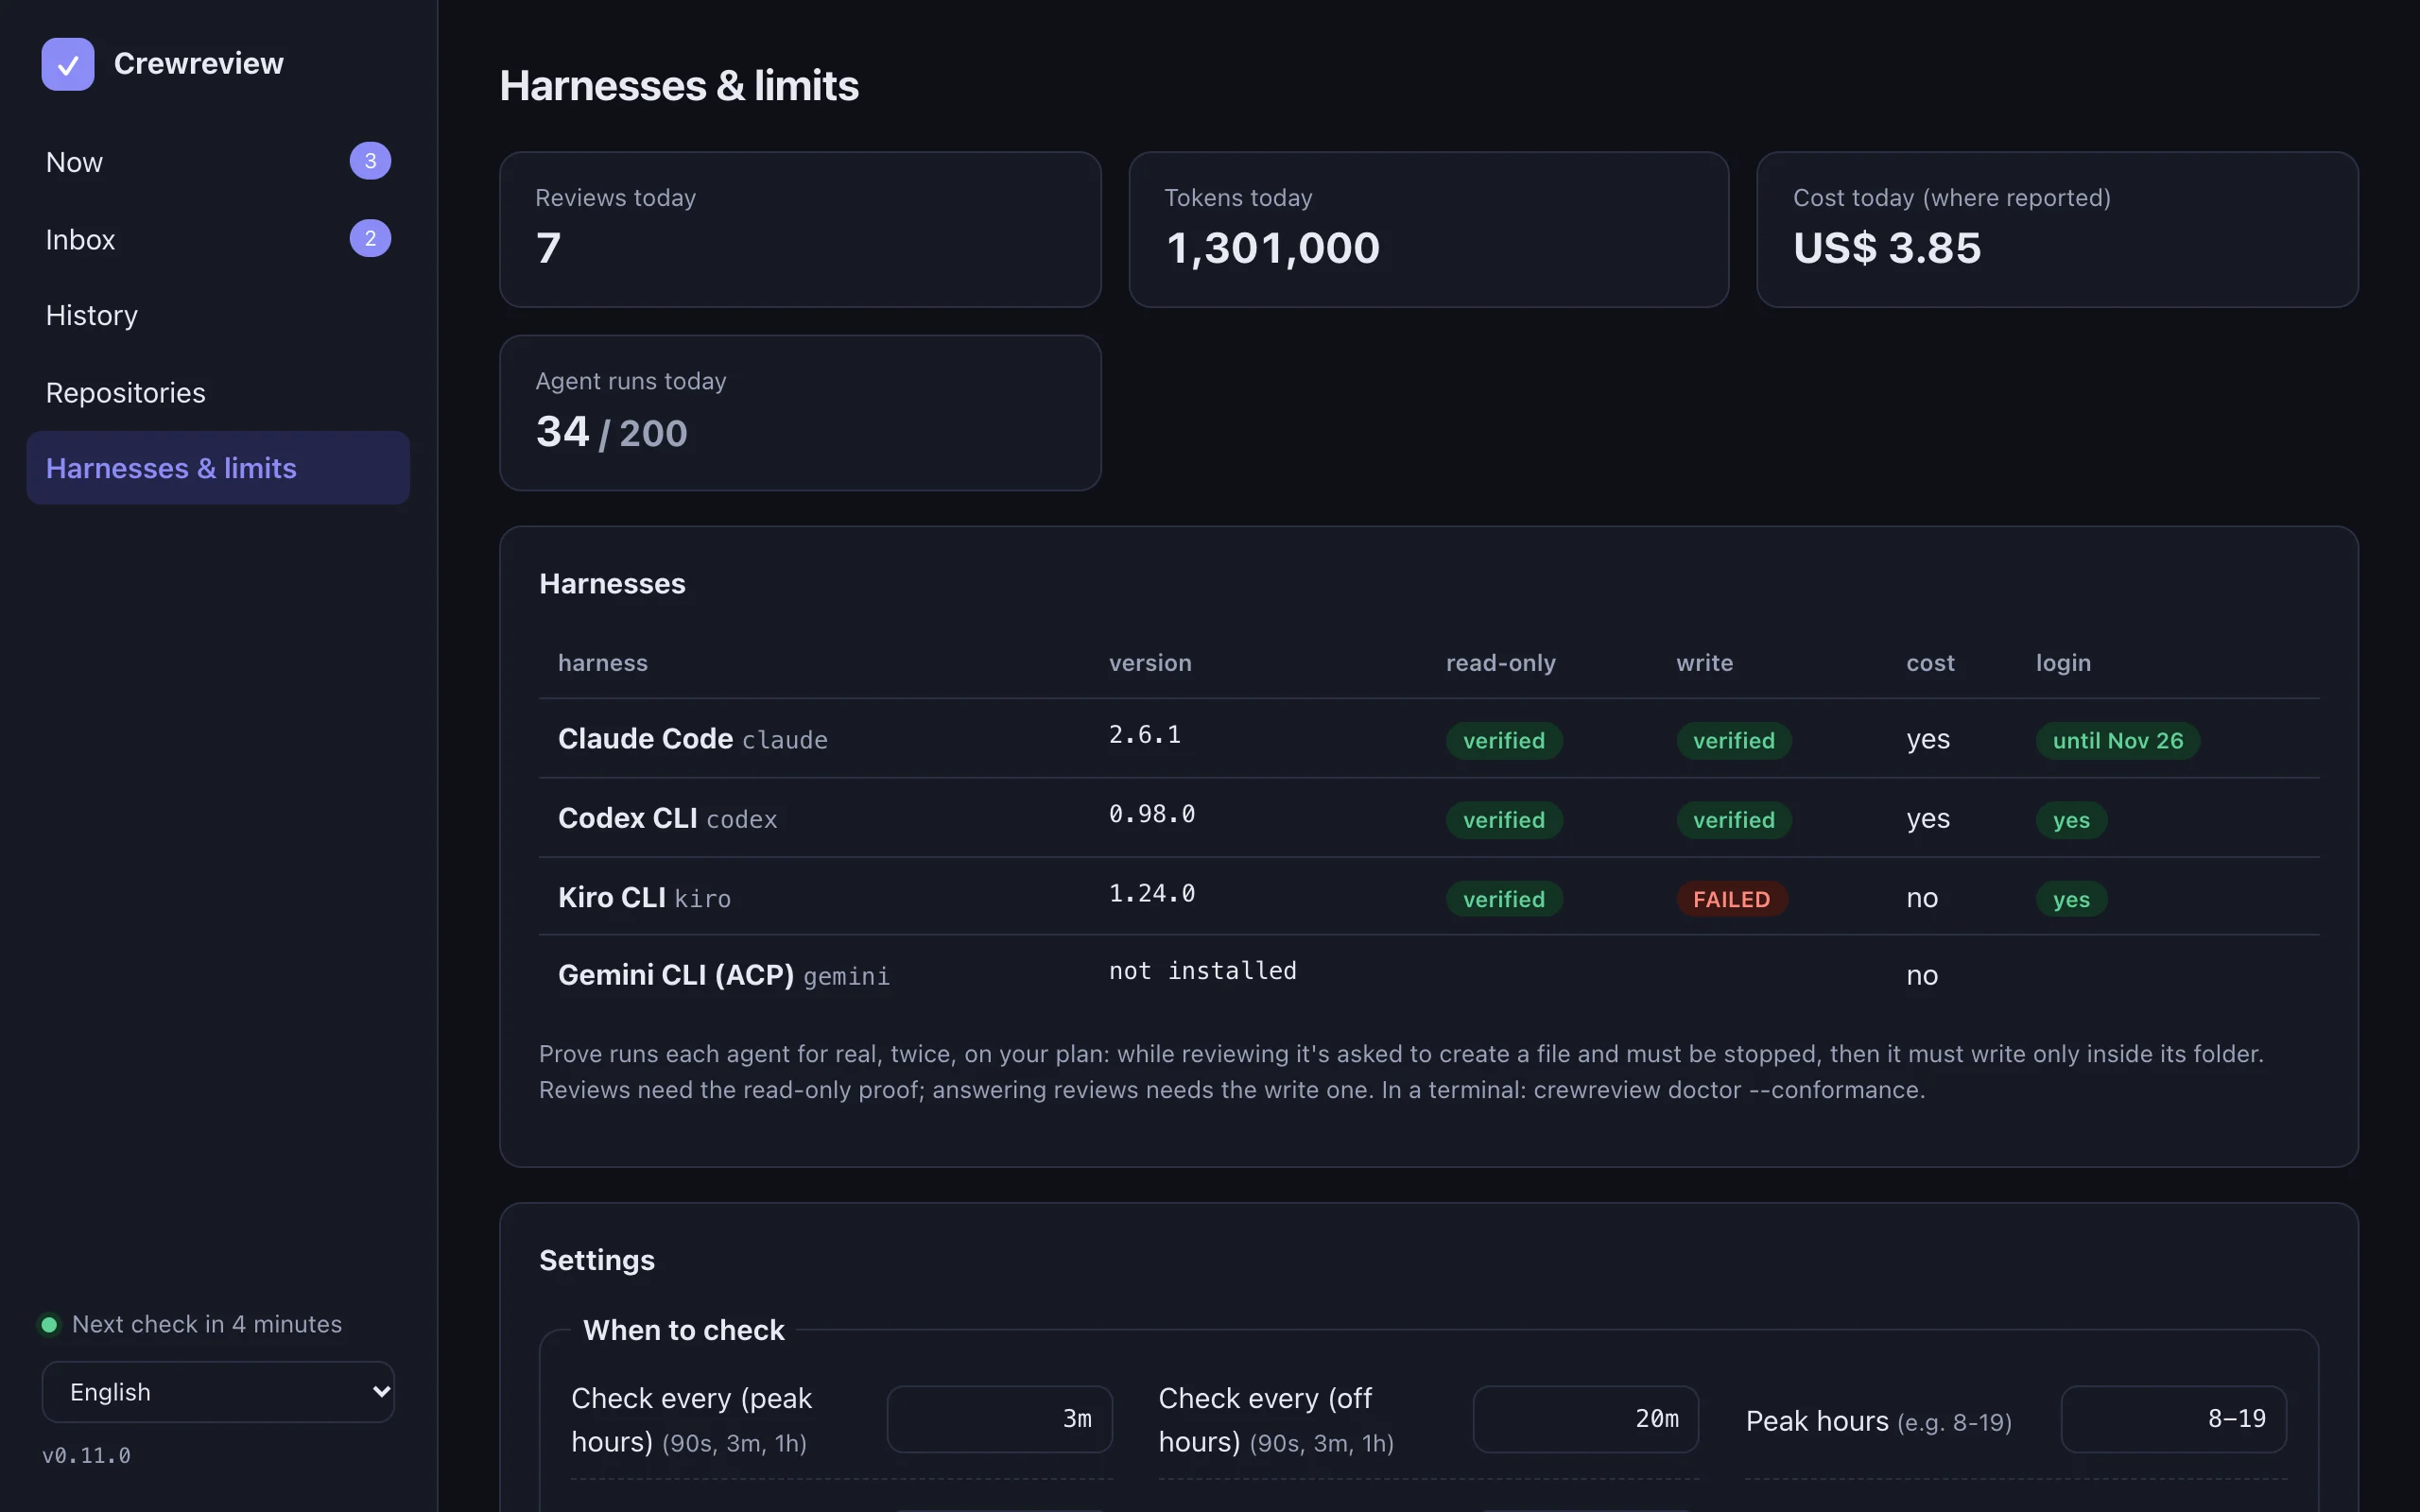 Crewreview
Now 3
Inbox 2
History
Repositories
Harnesses & limits
Next check in 4 minutes
English
v0.11.0
Harnesses & limits
Reviews today
7
Tokens today
1,301,000
Cost today (where reported)
US$ 3.85
Agent runs today
34 / 200
Harnesses
harness version read-only write cost login
Claude Code claude 2.6.1 verified verified yes until Nov 26
Codex CLI codex 0.98.0 verified verified yes yes
Kiro CLI kiro 1.24.0 verified FAILED no yes
Gemini CLI (ACP) gemini not installed no
Prove runs each agent for real, twice, on your plan: while reviewing it's asked to create a file and must be stopped, then it must write only inside its folder.
Reviews need the read-only proof; answering reviews needs the write one. In a terminal: crewreview doctor --conformance.
Settings
When to check
Check every (peak
hours) (90s, 3m, 1h)
3m
Check every (off
hours) (90s, 3m, 1h)
20m
Peak hours (e.g. 8-19)
8–19